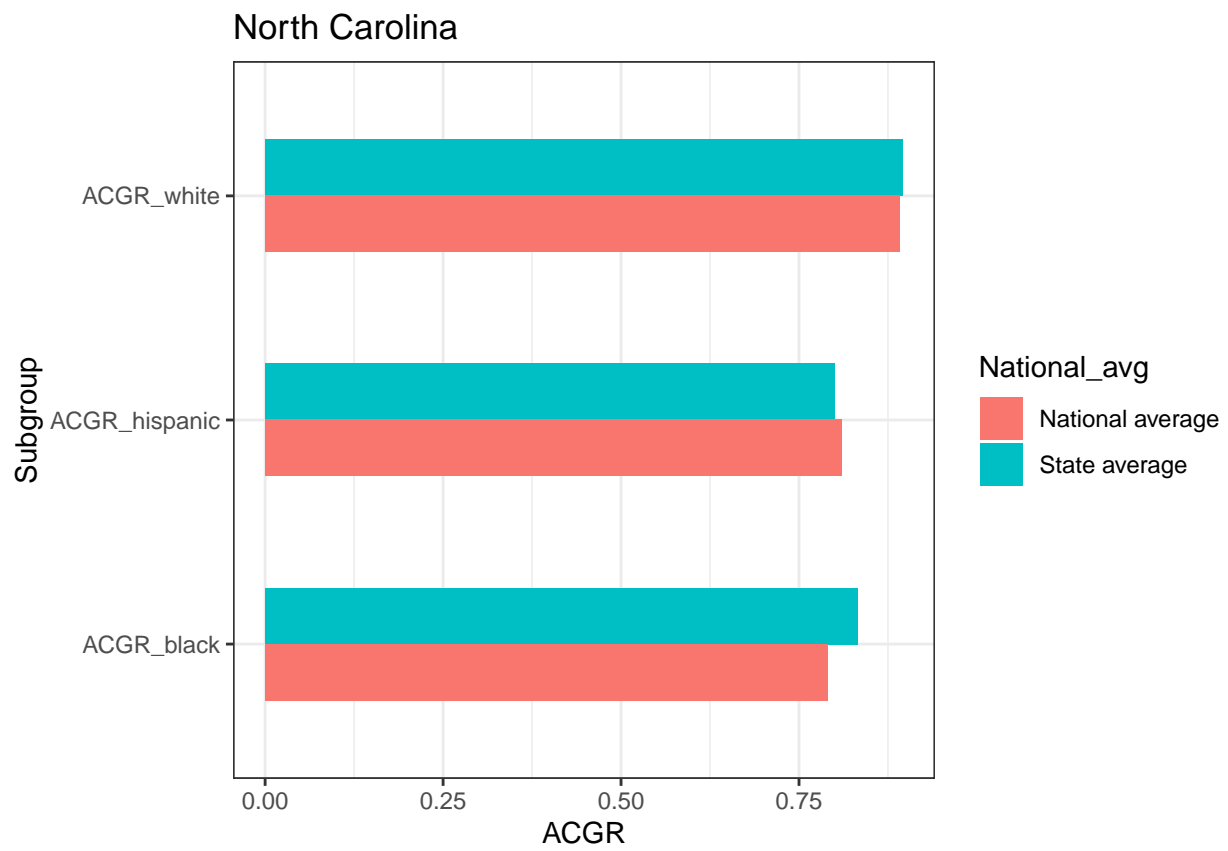 North Carolina
Subgroup
ACGR_white
ACGR_hispanic
ACGR_black
0.00 0.25 0.50 0.75
ACGR
National_avg
National average
State average